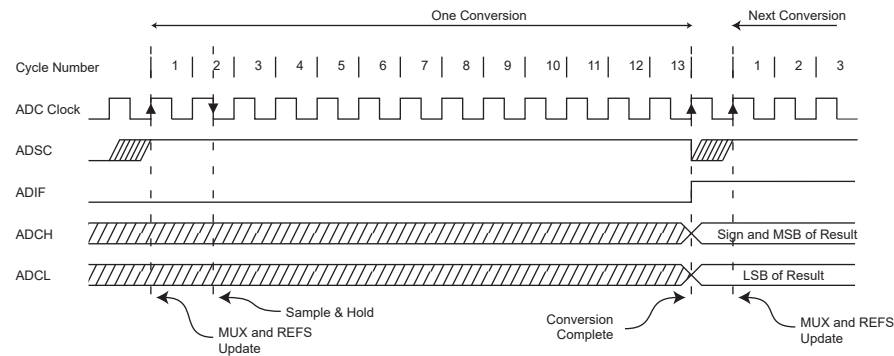 One Conversion
Next Conversion
Cycle Number 1 2 3 4 5 6 7 8 9 10 11 12 13 1 2 3
ADC Clock
ADSC
ADIF
ADCH
Sign and MSB of Result
ADCL
LSB of Result
MUX and REFS
Update
Sample & Hold
Conversion
Complete
MUX and REFS
Update